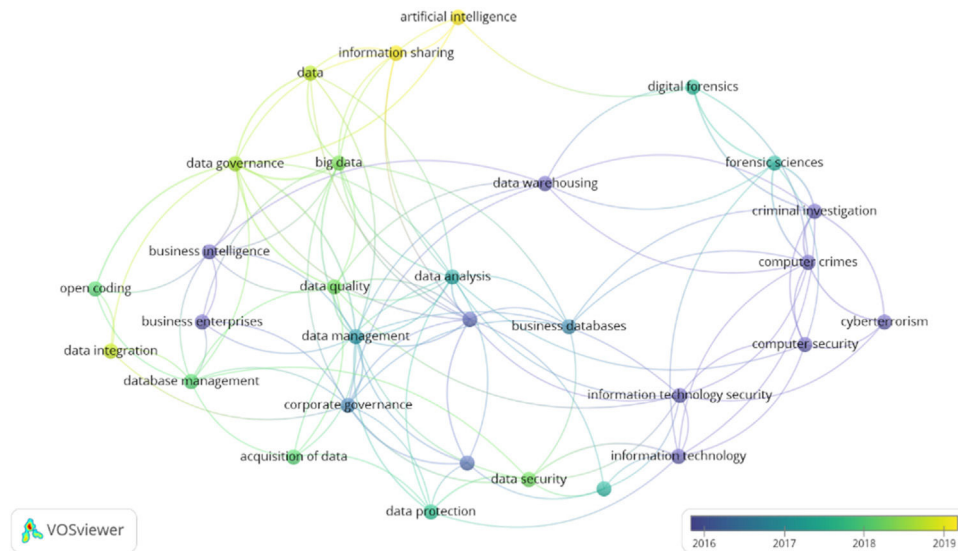 artificial intelligence
information sharing
data
digital forensics
data governance
big data
forensic sciences
data warehousing
criminal investigation
business intelligence
computer crimes
data analysis
open coding
data quality
business enterprises
business databases
cyberterrorism
data management
computer security
data integration
database management
information technology security
corporate governance
acquisition of data
information technology
data security
data protection
VOSviewer
2016 2017 2018 2019